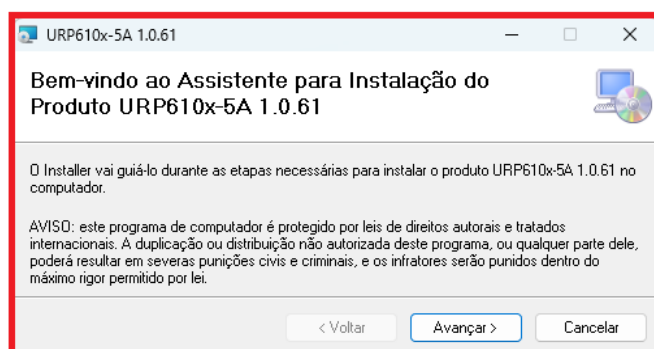 URP610x-5A 1.0.61
Bem-vindo ao Assistente para Instalação do
Produto URP610x-5A 1.0.61
O Installer vai guiá-lo durante as etapas necessárias para instalar o produto URP610x-5A 1.0.61 no
computador.
AVISO: este programa de computador é protegido por leis de direitos autorais e tratados
internacionais. A duplicação ou distribuição não autorizada deste programa, ou qualquer parte dele,
poderá resultar em severas punições civis e criminais, e os infratores serão punidos dentro do
máximo rigor permitido por lei.
< Voltar Avançar > Cancelar